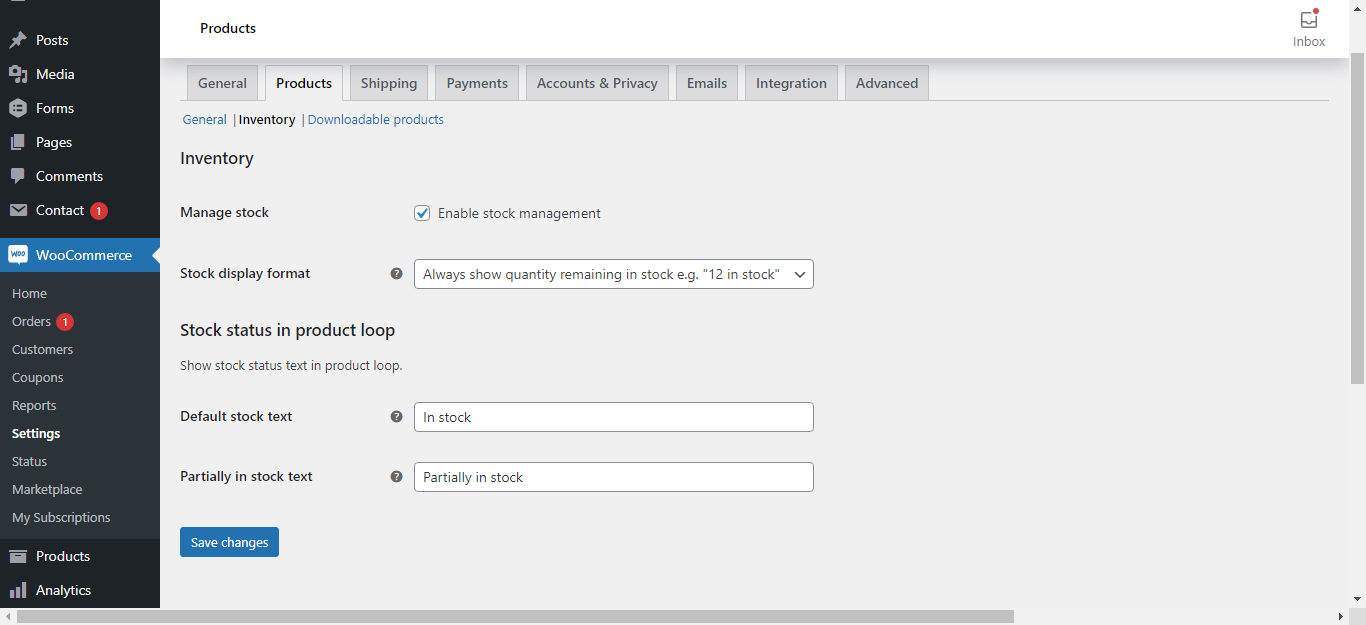 Products
Inbox
Posts
Media
Forms
Pages
Comments
Contact 1
WOO WooCommerce
Home
Orders 1
Customers
Coupons
Reports
Settings
Status
Marketplace
My Subscriptions
Products
Analytics
General Products Shipping Payments Accounts & Privacy Emails Integration Advanced
General | Inventory | Downloadable products
Inventory
Manage stock Enable stock management
Stock display format ? Always show quantity remaining in stock e.g. "12 in stock"
Stock status in product loop
Show stock status text in product loop.
Default stock text ? In stock
Partially in stock text ? Partially in stock
Save changes